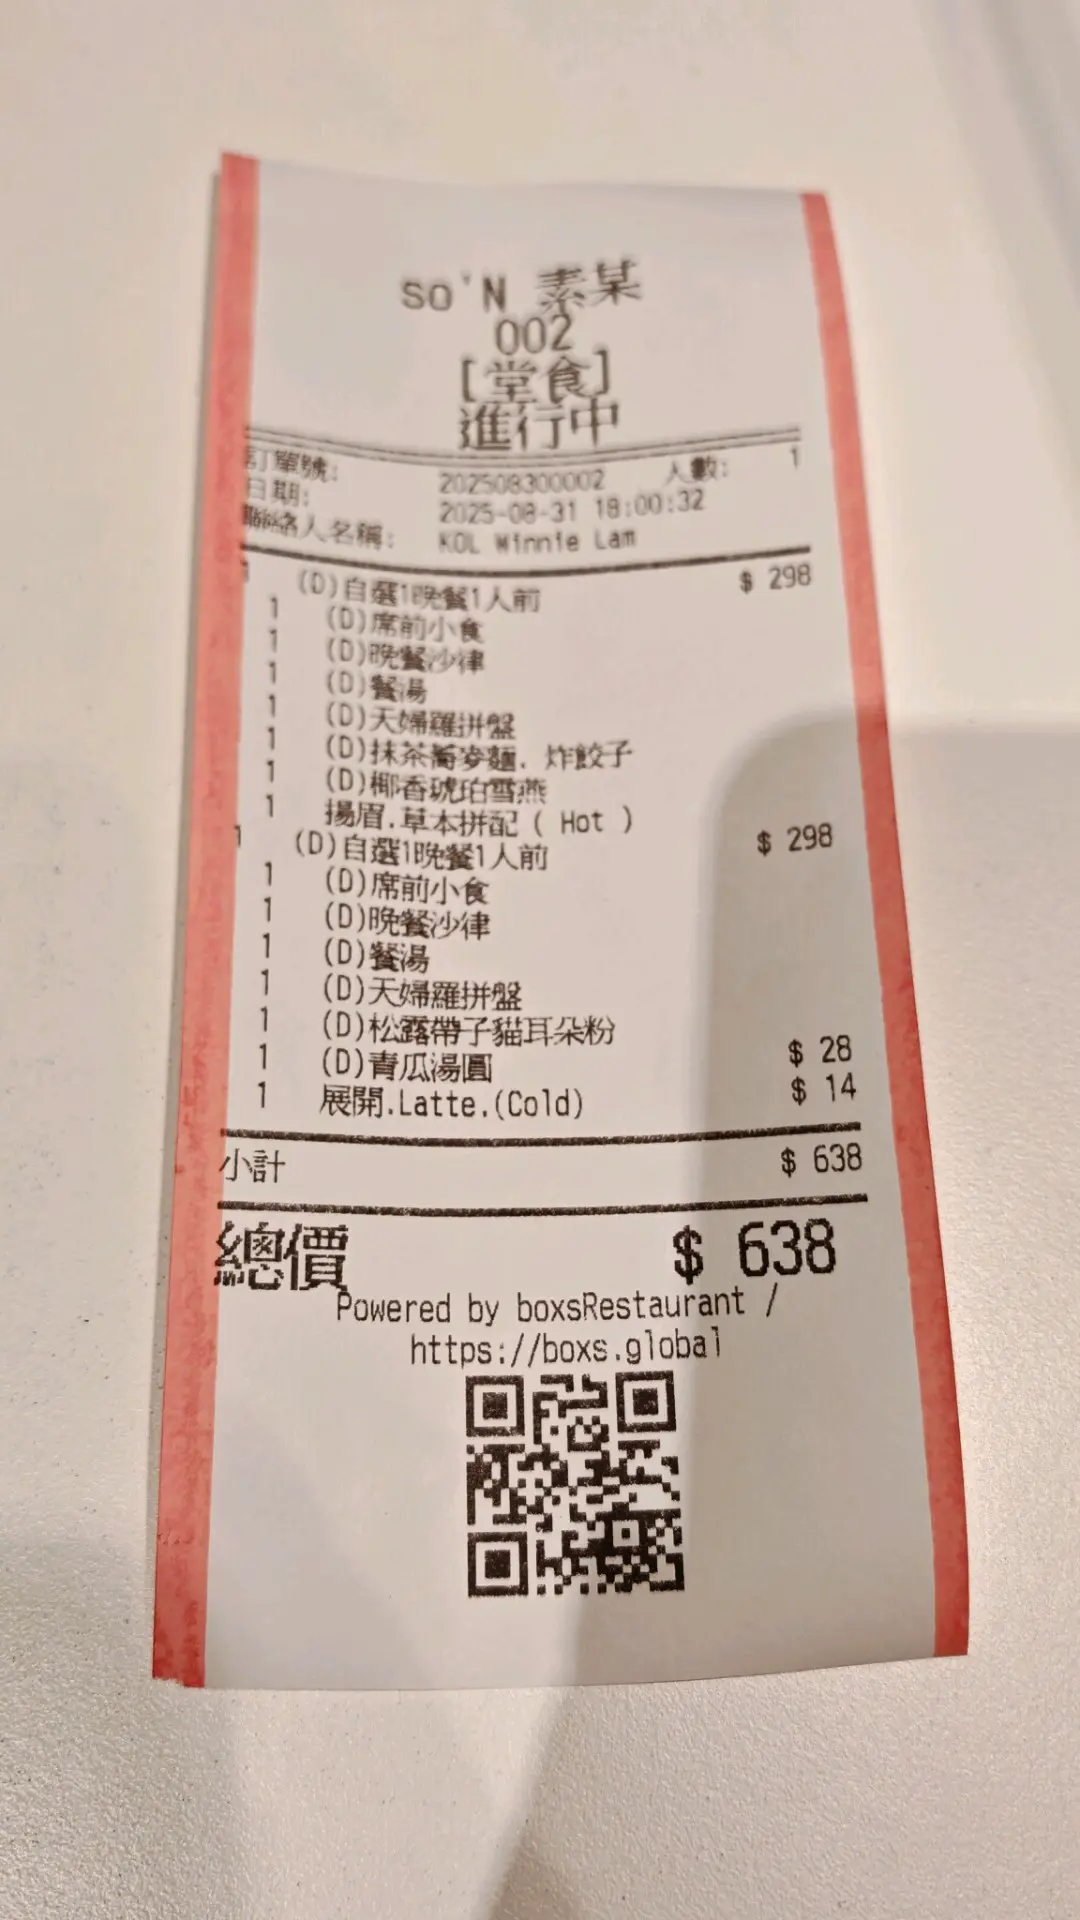 so'N 素某
002
[堂食]
進行中
訂單號: 202508300002 人數: 1
日期: 2025-08-31 18:00:32
聯絡人名稱: KOL Winnie Lam
1 (D)自選1晚餐1人前 $ 298
1 (D)席前小食
1 (D)晚餐沙律
1 (D)餐湯
1 (D)天婦羅拼盤
1 (D)抹茶蕎麥麵．炸餃子
1 (D)椰香琥珀雪燕
1 揚眉.草本拼配 ( Hot )
1 (D)自選1晚餐1人前 $ 298
1 (D)席前小食
1 (D)晚餐沙律
1 (D)餐湯
1 (D)天婦羅拼盤
1 (D)松露帶子貓耳朵粉
1 (D)青瓜湯圓 $ 28
1 展開.Latte.(Cold) $ 14
小計 $ 638
總價 $ 638
Powered by boxsRestaurant /
https://boxs.global